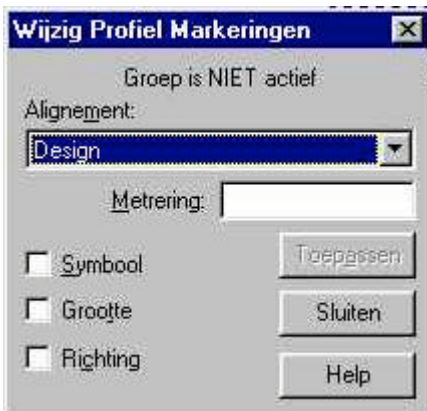 Wijzig Profiel Markeringen
Groep is NIET actief
Alignement:
Design
Metrering:
Symbool
Toepassen
Grootte
Sluiten
Richting
Help